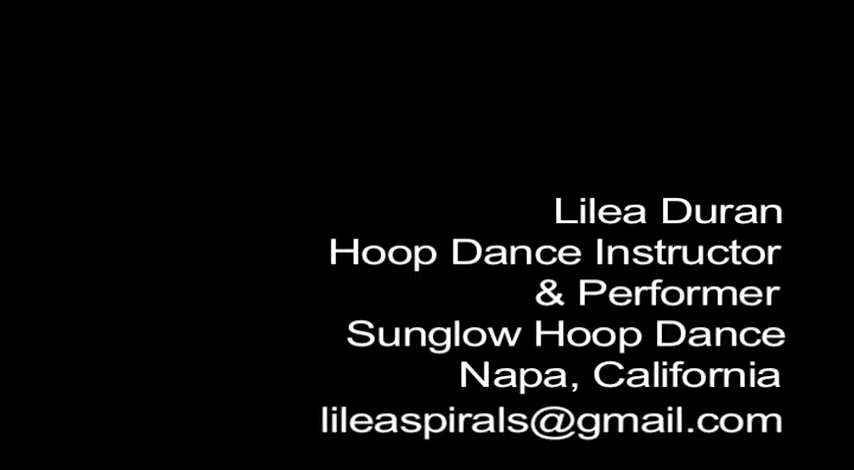 Lilea Duran
Hoop Dance Instructor
& Performer
Sunglow Hoop Dance
Napa, California
lileaspirals@gmail.com